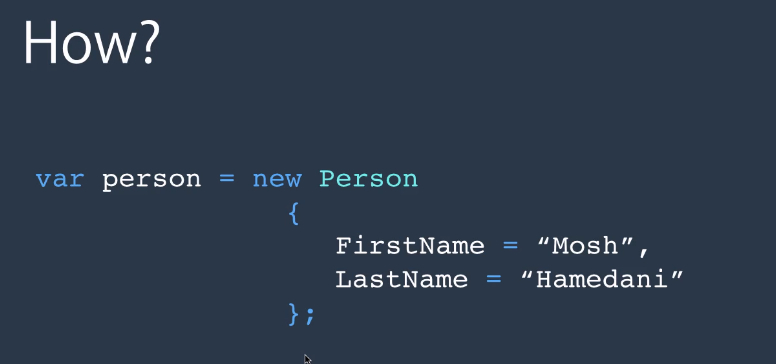 How?
var person = new Person
{
FirstName = “Mosh”,
LastName = “Hamedani”
};